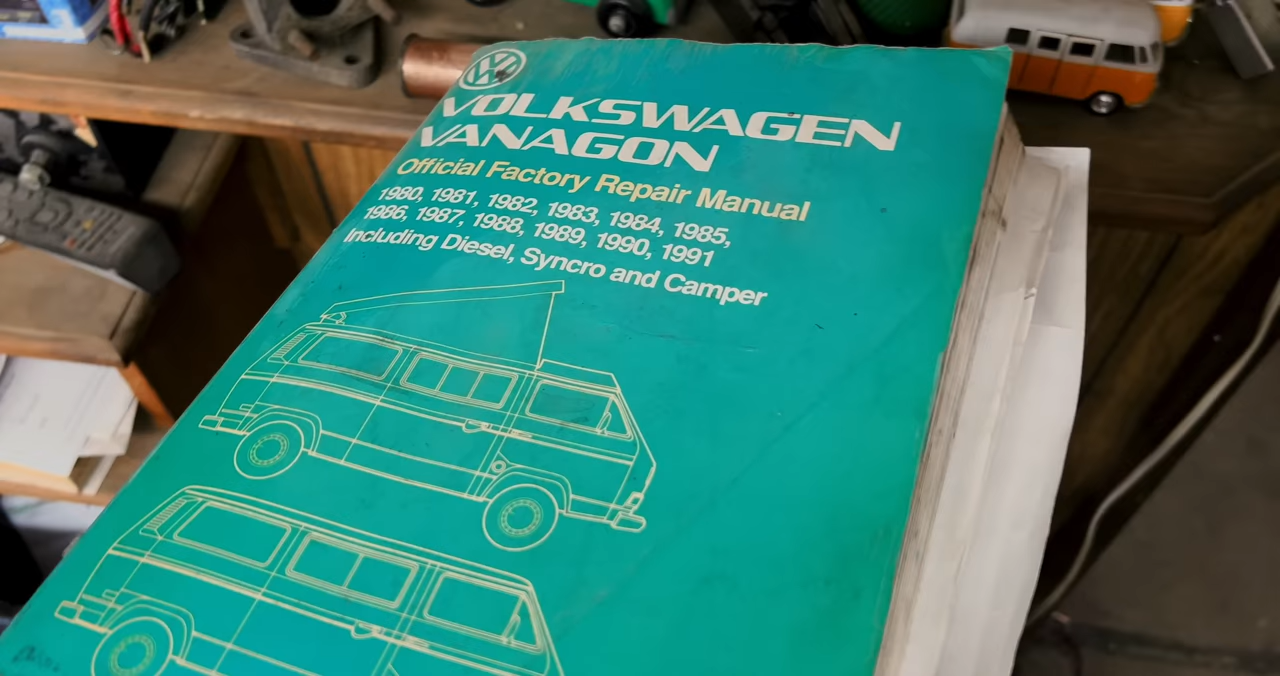 VOLKSWAGEN
VANAGON
Official Factory Repair Manual
1980, 1981, 1982, 1983, 1984, 1985,
1986, 1987, 1988, 1989, 1990, 1991
Including Diesel, Syncro and Camper